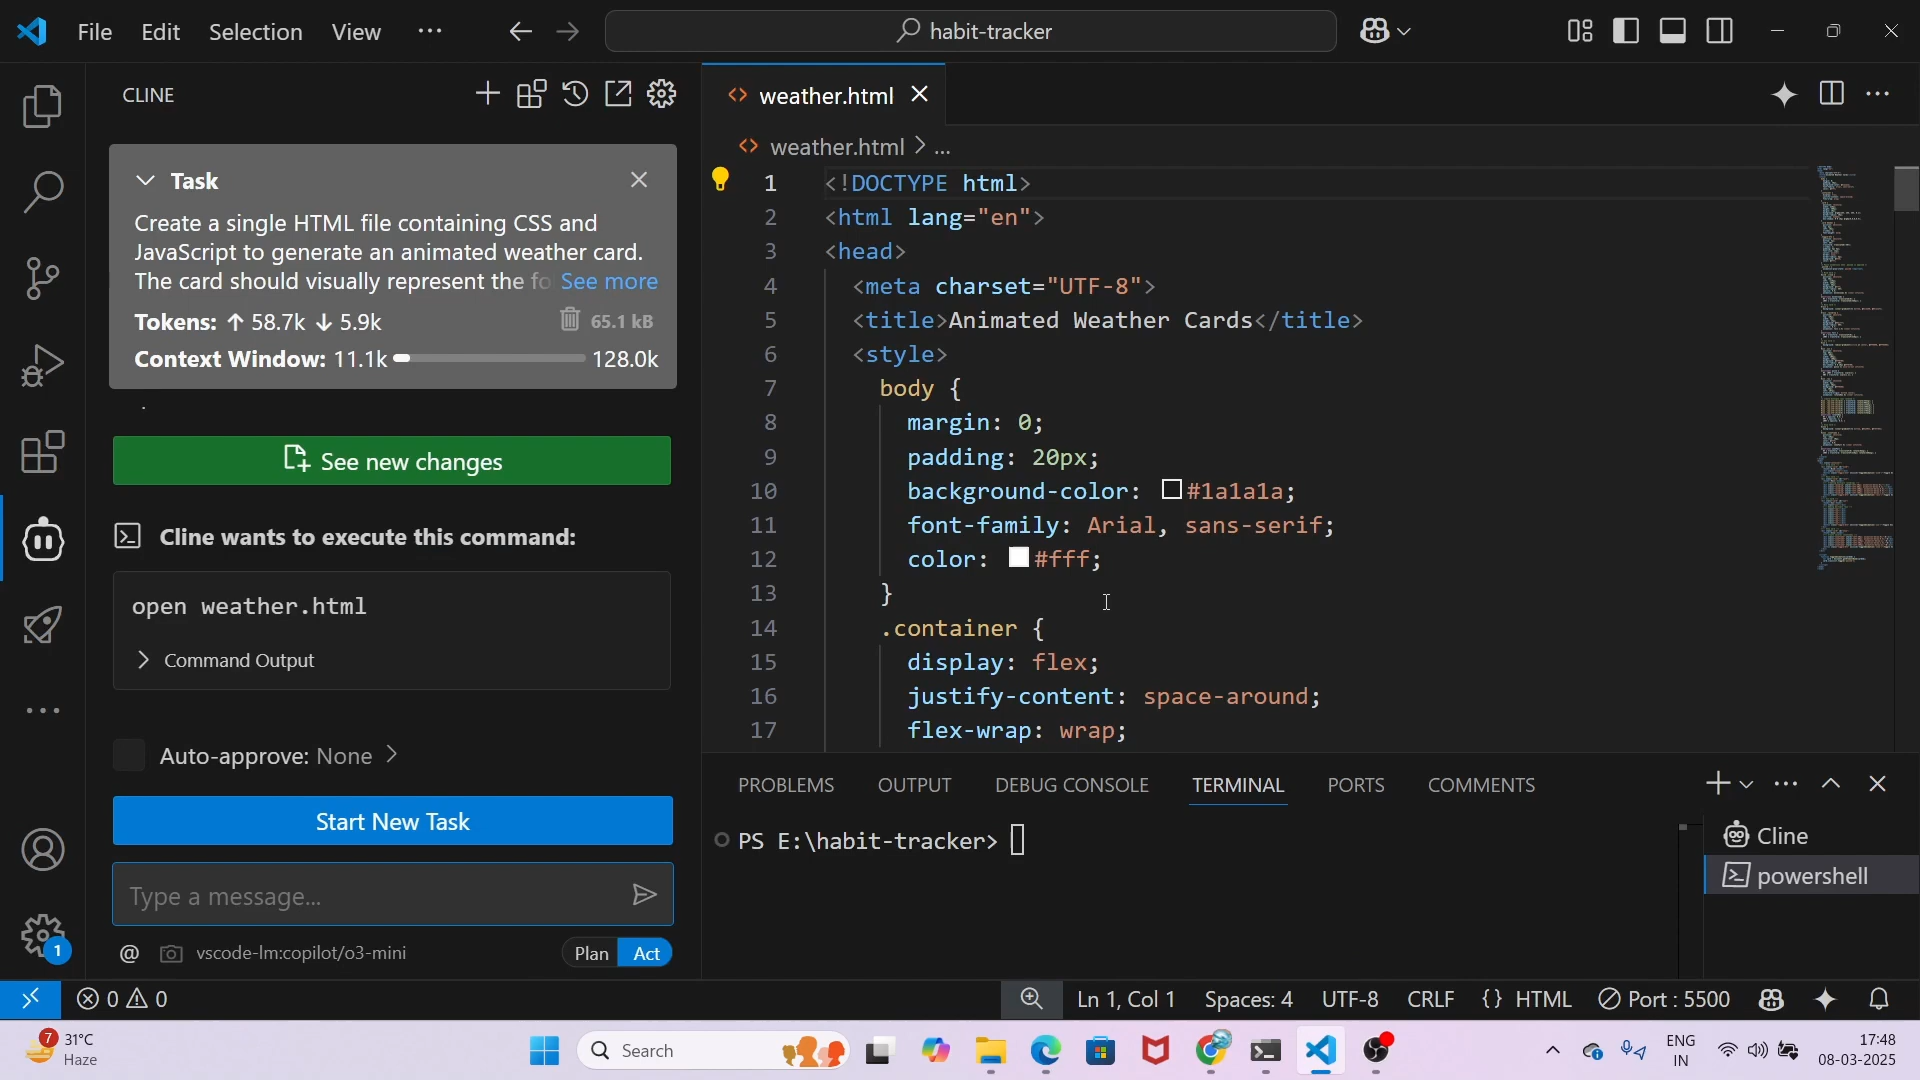 File Edit Selection View
habit-tracker
CLINE
Task
Create a single HTML file containing CSS and
JavaScript to generate an animated weather card.
The card should visually represent the fo See more
Tokens: ↑ 58.7k ↓ 5.9k 65.1 kB
Context Window: 11.1k 128.0k
See new changes
Cline wants to execute this command:
open weather.html
Command Output
Auto-approve: None
Start New Task
Type a message...
@ vscode-lm:copilot/o3-mini Plan Act
1
weather.html
weather.html > ...
1 <!DOCTYPE html>
2 <html lang="en">
3 <head>
4 <meta charset="UTF-8">
5 <title>Animated Weather Cards</title>
6 <style>
7 body {
8 margin: 0;
9 padding: 20px;
10 background-color: #1a1a1a;
11 font-family: Arial, sans-serif;
12 color: #fff;
13 }
14 .container {
15 display: flex;
16 justify-content: space-around;
17 flex-wrap: wrap;
PROBLEMS OUTPUT DEBUG CONSOLE TERMINAL PORTS COMMENTS
PS E:\habit-tracker>
Cline
powershell
0 0 Ln 1, Col 1 Spaces: 4 UTF-8 CRLF {} HTML Port : 5500
7 31°C
Haze
Search
ENG
IN
17:48
08-03-2025